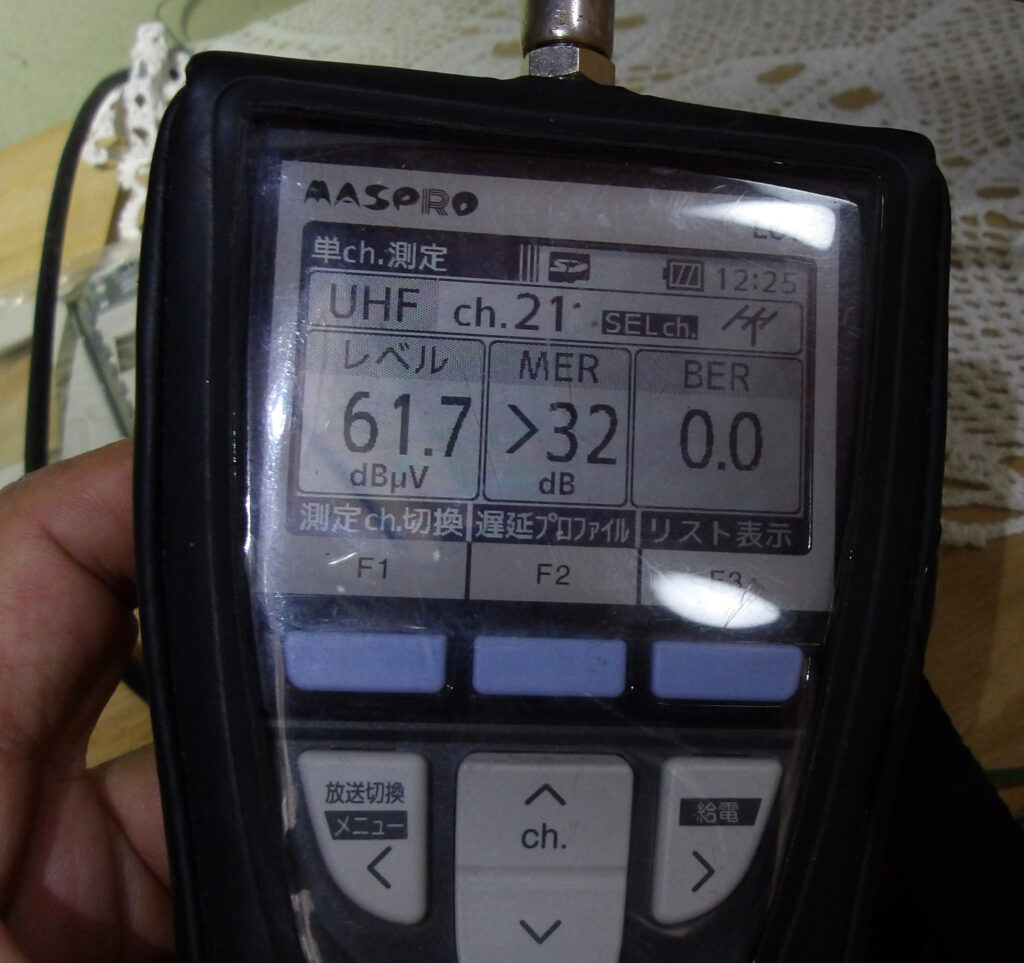 MASPRO
単ch.測定 SD 12:25
UHF ch.21 SELch.
レベル MER BER
61.7 >32 0.0
dBμV dB
測定ch.切換 遅延プロファイル リスト表示
F1 F2 F3
放送切換
メニュー
ch.
給電